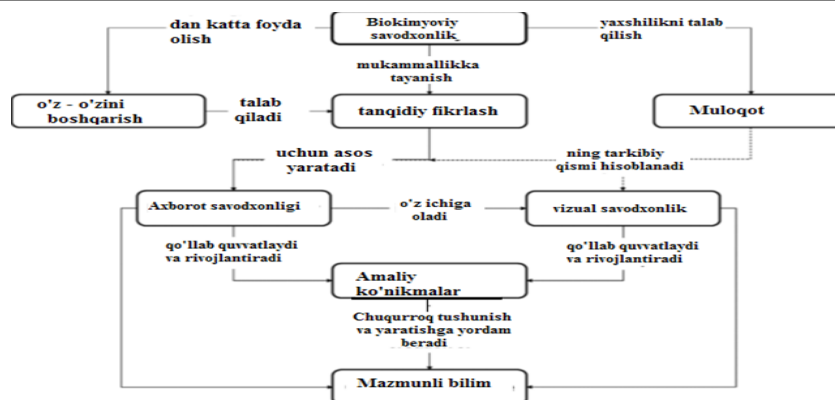 dan katta foyda
olish
Biokimyoviy
savodxonlik
yaxshilikni talab
qilish
mukammallikka
tayanish
o'z - o'zini
boshqarish
talab
qiladi
tanqidiy fikrlash
Muloqot
uchun asos
yaratadi
ning tarkibiy
qismi hisoblanadi
Axborot savodxonligi
o'z ichiga
oladi
vizual savodxonlik
qo'llab quvvatlaydi
va rivojlantiradi
qo'llab quvvatlaydi
va rivojlantiradi
Amaliy
ko'nikmalar
Chuqurroq tushunish
va yaratishga yordam
beradi
Mazmunli bilim